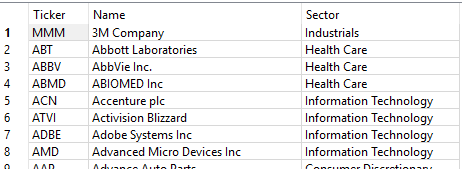 Ticker Name Sector
1 MMM 3M Company Industrials
2 ABT Abbott Laboratories Health Care
3 ABBV AbbVie Inc. Health Care
4 ABMD ABIOMED Inc Health Care
5 ACN Accenture plc Information Technology
6 ATVI Activision Blizzard Information Technology
7 ADBE Adobe Systems Inc Information Technology
8 AMD Advanced Micro Devices Inc Information Technology
9 AAP Advance Auto Parts Consumer Discretionary